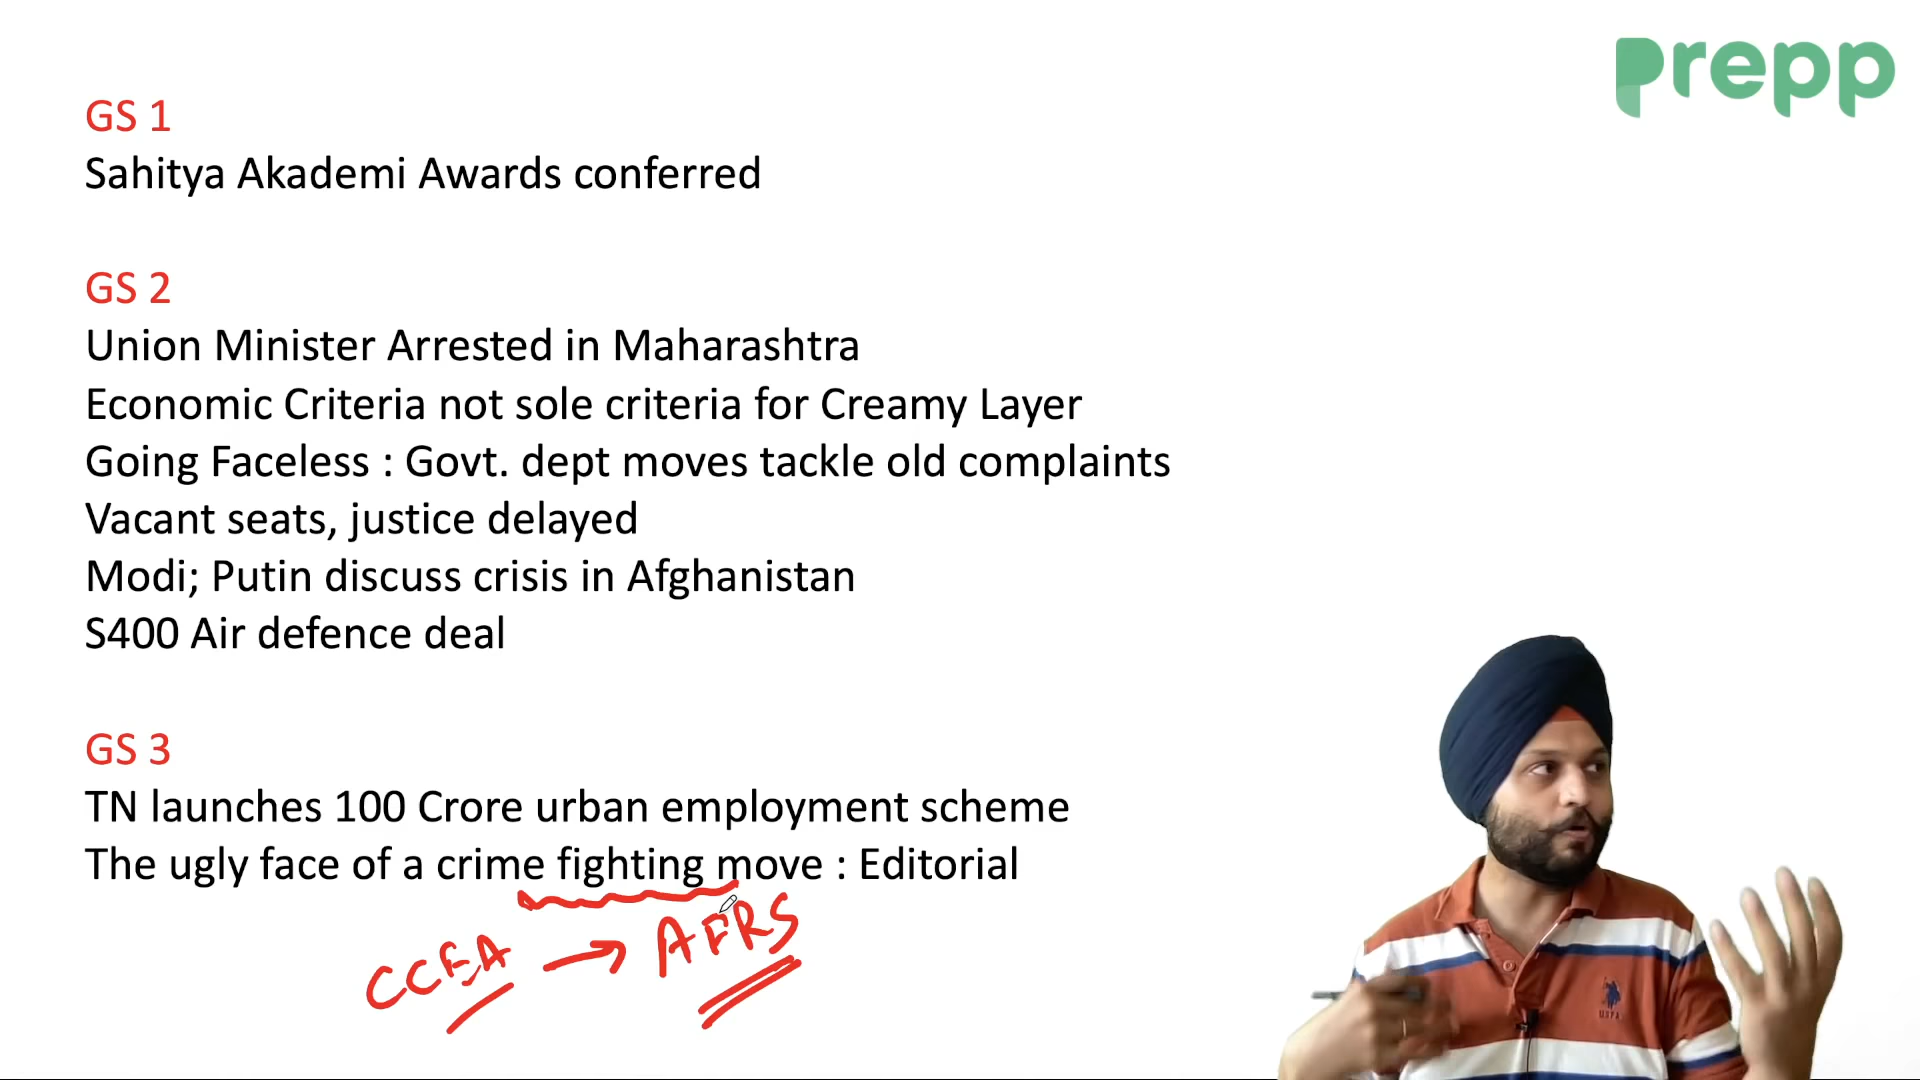 prepp
GS 1
Sahitya Akademi Awards conferred
GS 2
Union Minister Arrested in Maharashtra
Economic Criteria not sole criteria for Creamy Layer
Going Faceless : Govt. dept moves tackle old complaints
Vacant seats, justice delayed
Modi; Putin discuss crisis in Afghanistan
S400 Air defence deal
GS 3
TN launches 100 Crore urban employment scheme
The ugly face of a crime fighting move : Editorial
CCEA → AFRS
USPA